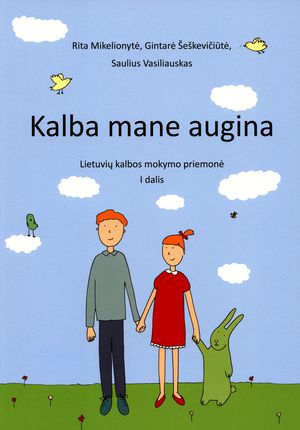 Rita Mikelionytė, Gintarė Šeškevičiūtė,
Saulius Vasiliauskas
Kalba mane augina
Lietuvių kalbos mokymo priemonė
I dalis